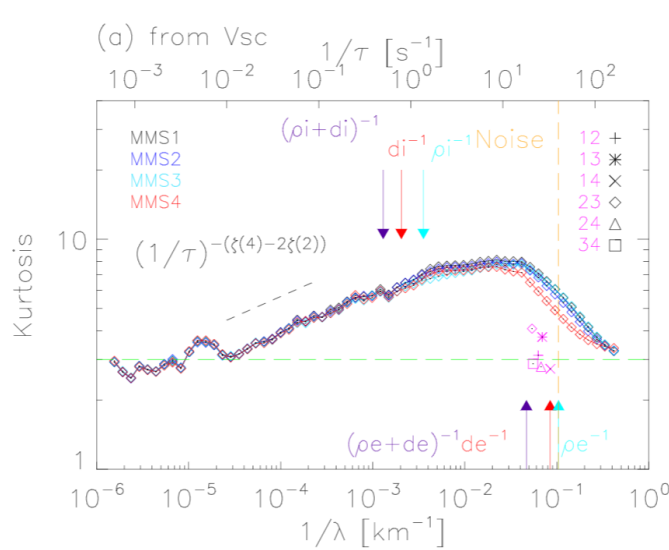 (a) from Vsc
1/τ [s⁻¹]
10⁻³ 10⁻² 10⁻¹ 10⁰ 10¹ 10²
(ρi+di)⁻¹
di⁻¹
ρi⁻¹
Noise
MMS1
MMS2
MMS3
MMS4
12 +
13 ✳
14 ×
23 ◇
24 △
34 □
(1/τ)^-(ζ(4)-2ζ(2))
Kurtosis
10
1
(ρe+de)⁻¹
de⁻¹
ρe⁻¹
10⁻⁶ 10⁻⁵ 10⁻⁴ 10⁻³ 10⁻² 10⁻¹ 10⁰
1/λ [km⁻¹]